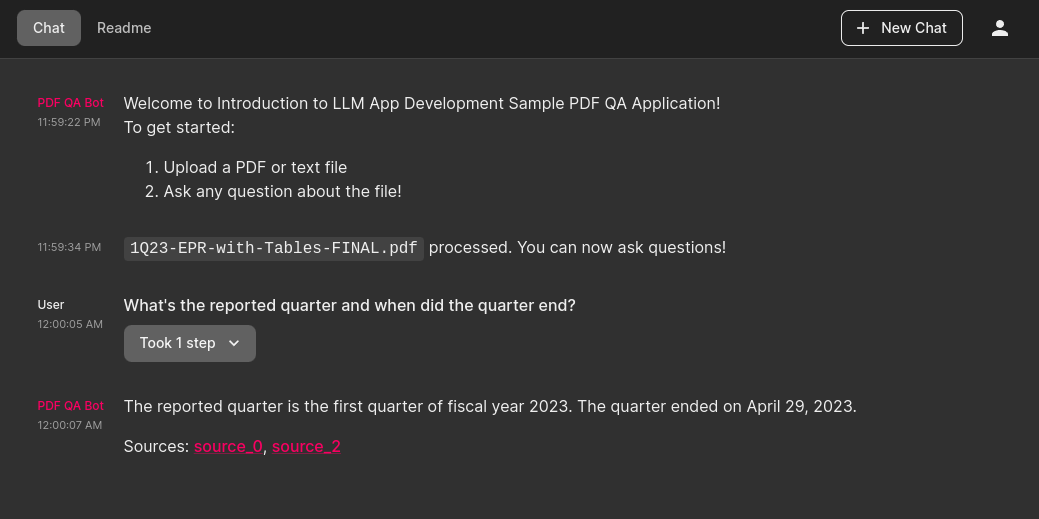 Chat Readme + New Chat
PDF QA Bot Welcome to Introduction to LLM App Development Sample PDF QA Application!
11:59:22 PM To get started:
1. Upload a PDF or text file
2. Ask any question about the file!
11:59:34 PM 1Q23-EPR-with-Tables-FINAL.pdf processed. You can now ask questions!
User What's the reported quarter and when did the quarter end?
12:00:05 AM Took 1 step
PDF QA Bot The reported quarter is the first quarter of fiscal year 2023. The quarter ended on April 29, 2023.
12:00:07 AM
Sources: source_0, source_2